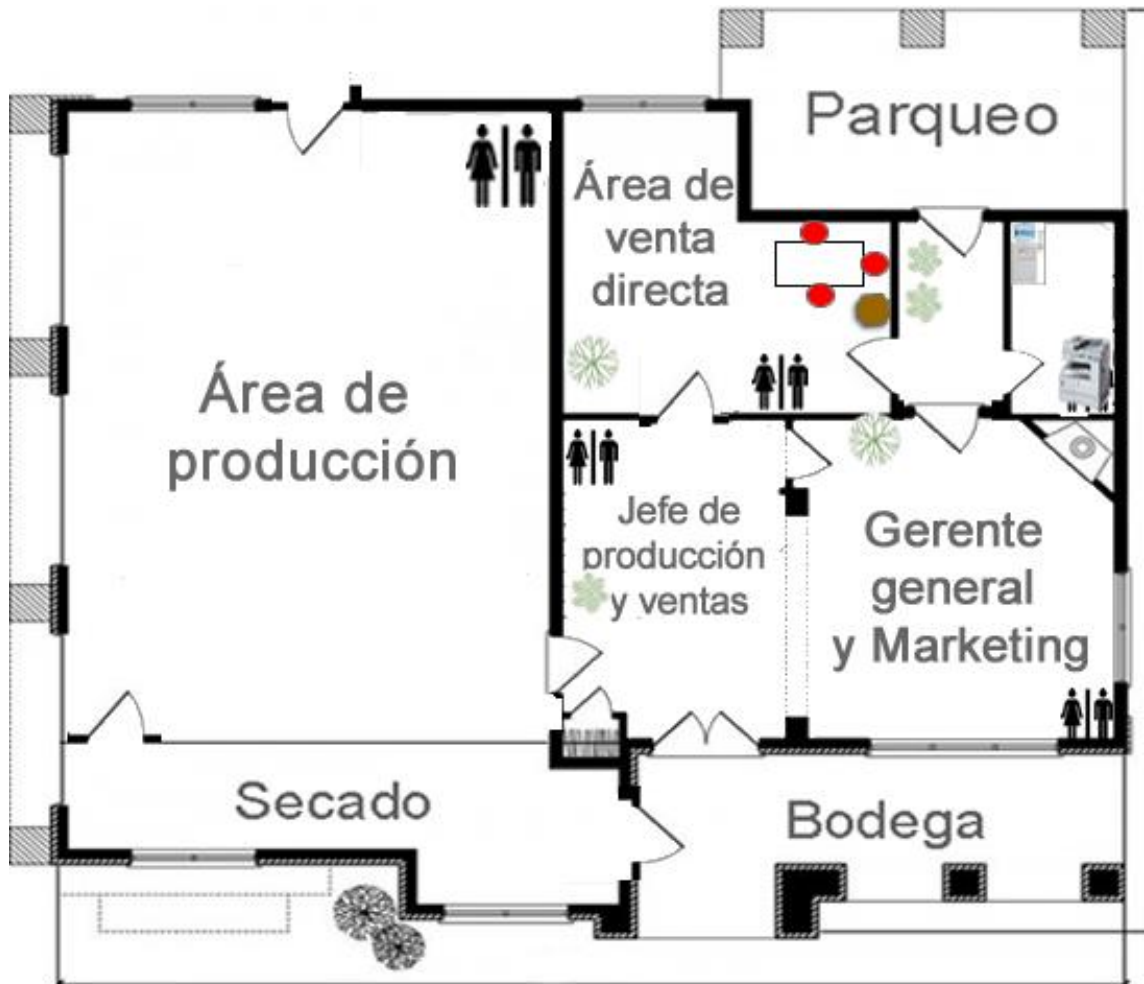 Parqueo
Área de
venta
directa
Área de
producción
Jefe de
producción
y ventas
Gerente
general
y Marketing
Secado
Bodega